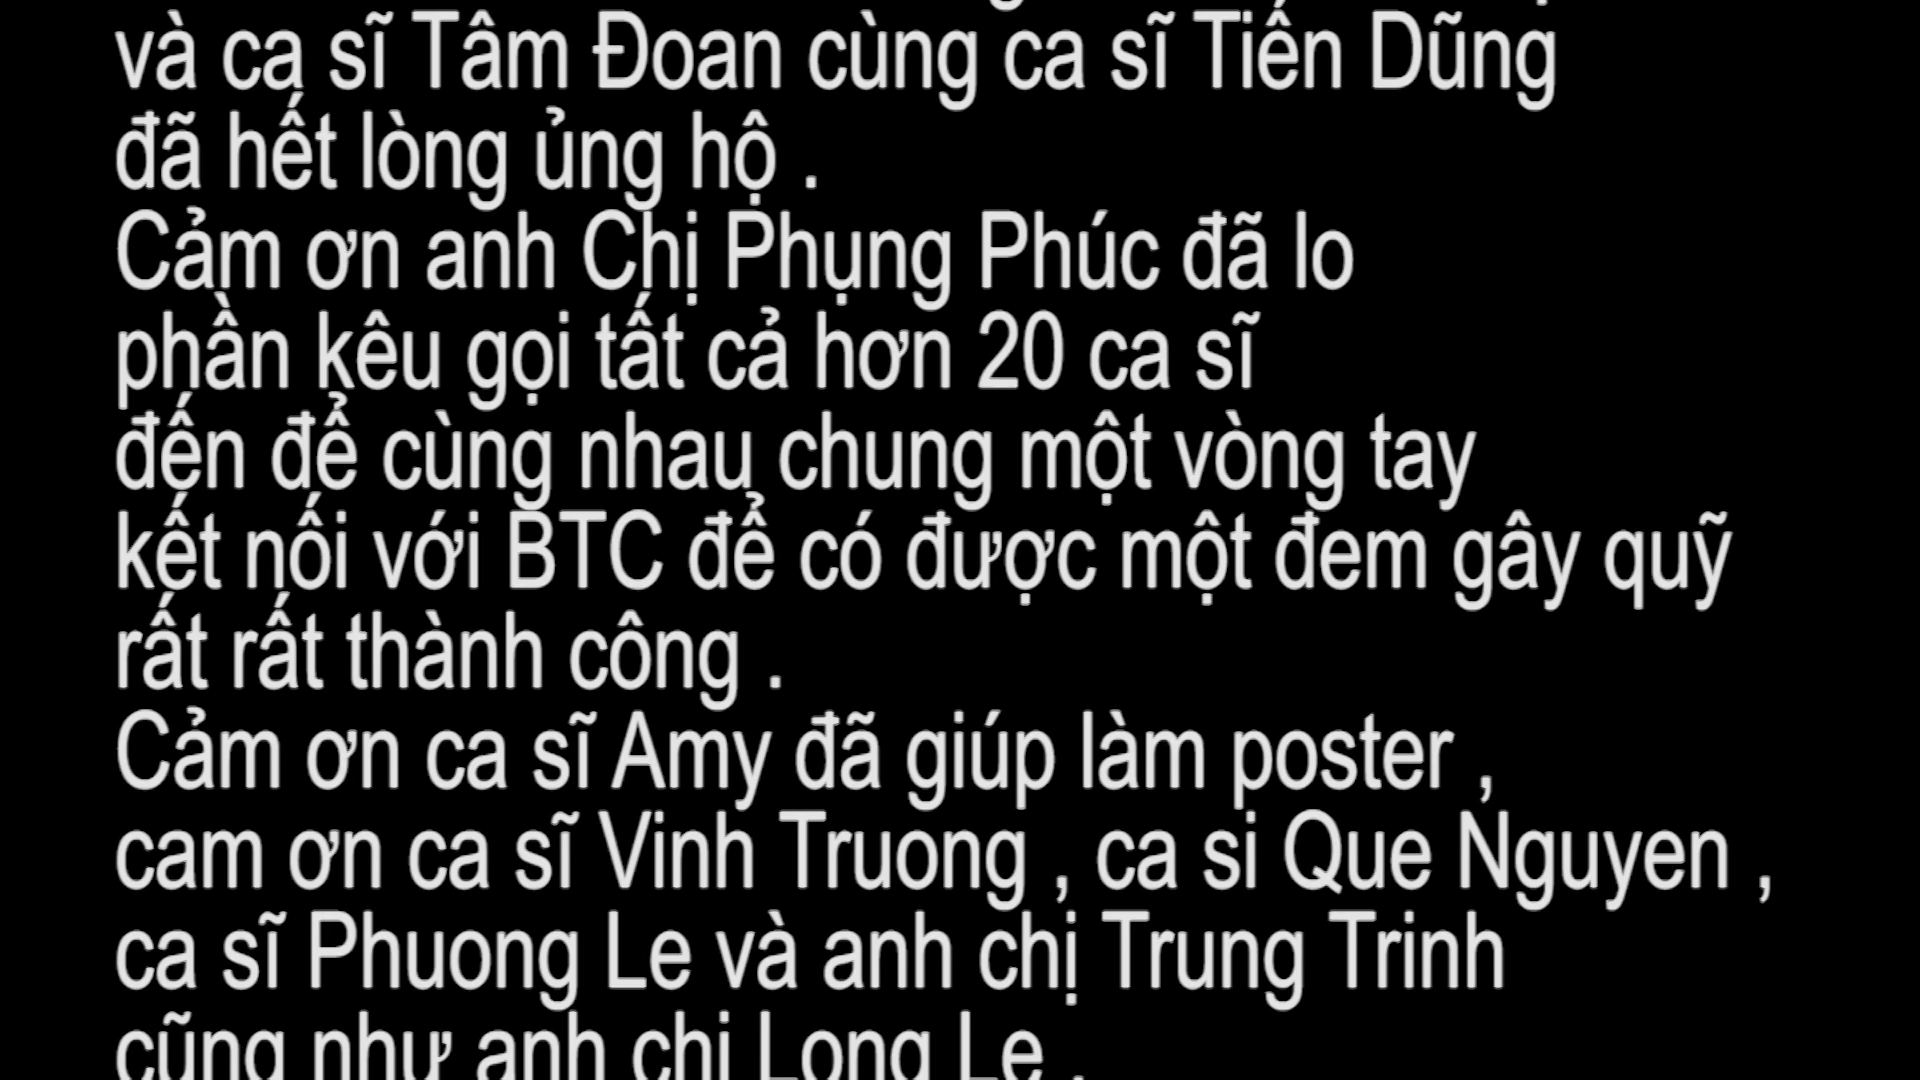 và ca sĩ Tâm Đoan cùng ca sĩ Tiến Dũng
đã hết lòng ủng hộ .
Cảm ơn anh Chị Phụng Phúc đã lo
phần kêu gọi tất cả hơn 20 ca sĩ
đến để cùng nhau chung một vòng tay
kết nối với BTC để có được một đem gây quỹ
rất rất thành công .
Cảm ơn ca sĩ Amy đã giúp làm poster ,
cam ơn ca sĩ Vinh Truong , ca si Que Nguyen ,
ca sĩ Phuong Le và anh chị Trung Trinh
cũng như anh chị Long Le .